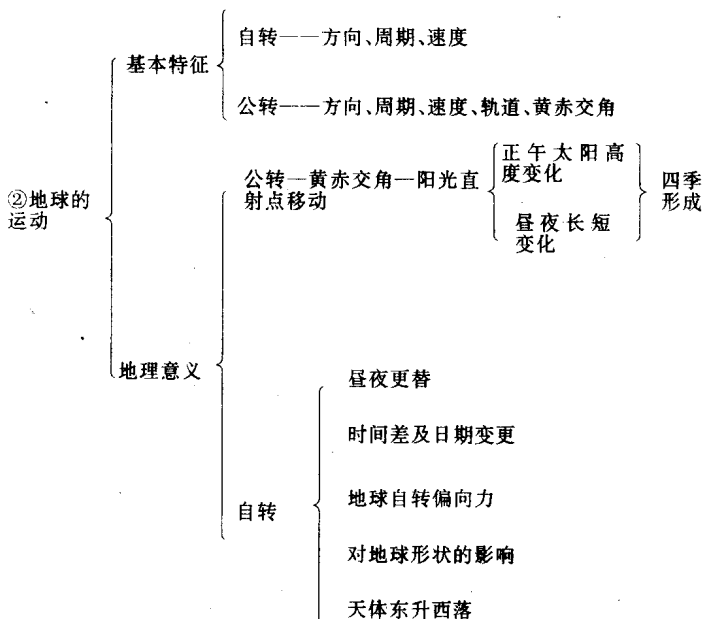 ②地球的
运动
基本特征
自转——方向、周期、速度
公转——方向、周期、速度、轨道、黄赤交角
地理意义
公转—黄赤交角—阳光直
射点移动
正午太阳高
度变化
昼夜长短
变化
四季
形成
自转
昼夜更替
时间差及日期变更
地球自转偏向力
对地球形状的影响
天体东升西落